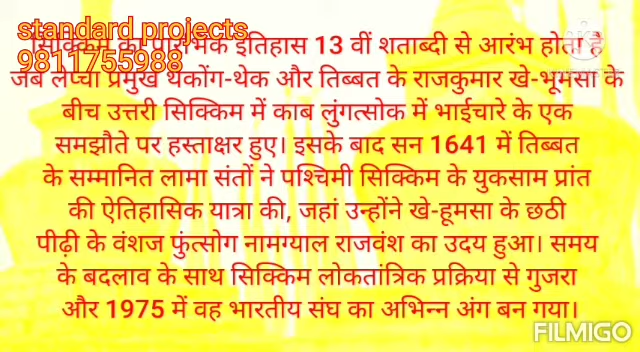 standard projects
9811755988
सिक्किम का प्रारंभिक इतिहास 13 वीं शताब्दी से आरंभ होता है
जब लेप्चा प्रमुख थेकोंग-थेक और तिब्बत के राजकुमार खे-भूमसा के
बीच उत्तरी सिक्किम में काब लुंगत्सोक में भाईचारे के एक
समझौते पर हस्ताक्षर हुए। इसके बाद सन 1641 में तिब्बत
के सम्मानित लामा संतों ने पश्चिमी सिक्किम के युकसाम प्रांत
की ऐतिहासिक यात्रा की, जहां उन्होंने खे-हूमसा के छठी
पीढ़ी के वंशज फुंत्सोग नामग्याल राजवंश का उदय हुआ। समय
के बदलाव के साथ सिक्किम लोकतांत्रिक प्रक्रिया से गुजरा
और 1975 में वह भारतीय संघ का अभिन्न अंग बन गया।
FILMIGO